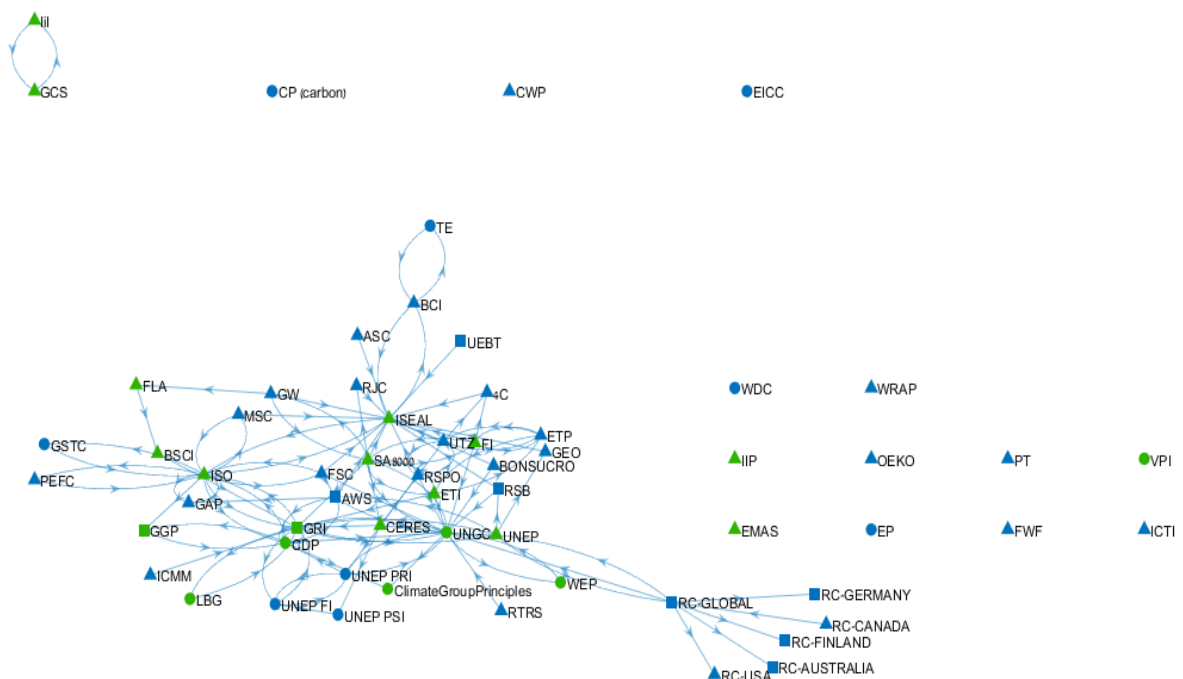 IiI
GCS
CP (carbon)
CWP
EICC
TE
BCI
ASC
UEBT
FLA
GW
RJC
4C
WDC
WRAP
MSC
ISEAL
GSTC
BSCI
UTZ
FI
ETP
GEO
IIP
OEKO
PT
VPI
PEFC
ISO
FSC
SA8000
RSPO
BONSUCRO
GAP
AWS
ETI
RSB
GGP
GRI
CERES
UNGC
UNEP
EMAS
EP
FWF
ICTI
CDP
ICMM
UNEP PRI
ClimateGroupPrinciples
WEP
LBG
UNEP FI
UNEP PSI
RTRS
RC-GLOBAL
RC-GERMANY
RC-CANADA
RC-FINLAND
RC-AUSTRALIA
RC-USA